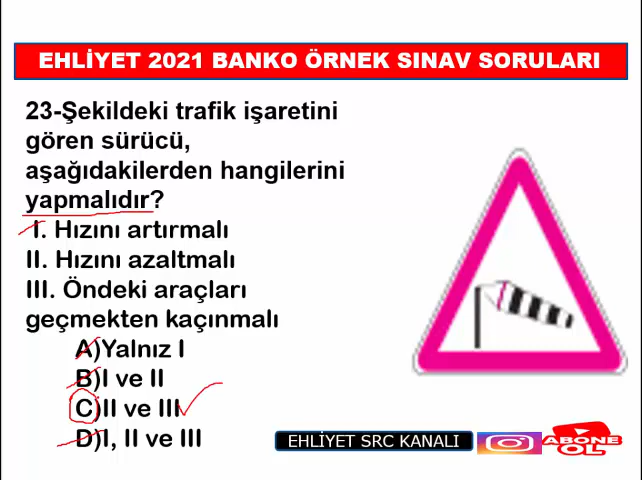 EHLİYET 2021 BANKO ÖRNEK SINAV SORULARI
23-Şekildeki trafik işaretini
gören sürücü,
aşağıdakilerden hangilerini
yapmalıdır?
I. Hızını artırmalı
II. Hızını azaltmalı
III. Öndeki araçları
geçmekten kaçınmalı
A)Yalnız I
B)I ve II
C)II ve III
D)I, II ve III
EHLİYET SRC KANALI
ABONE
OL